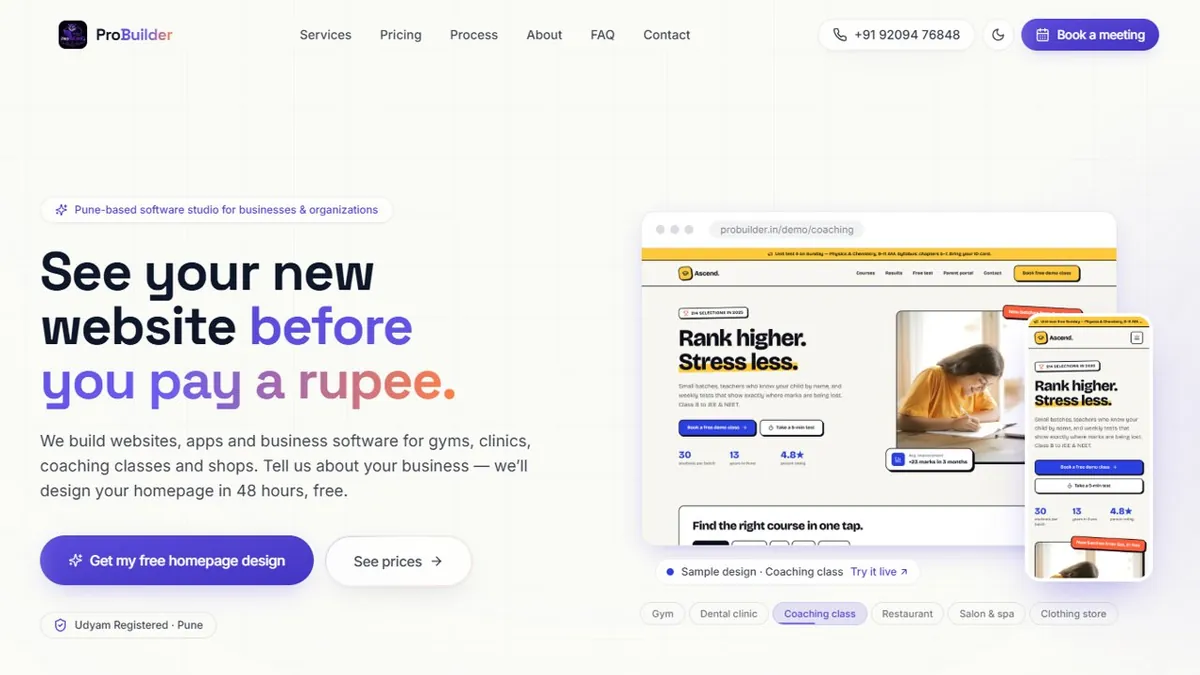 ProBuilder
Services
Pricing
Process
About
FAQ
Contact
+91 92094 76848
Book a meeting
Pune-based software studio for businesses & organizations
See your new
website before
you pay a rupee.
We build websites, apps and business software for gyms, clinics,
coaching classes and shops. Tell us about your business — we'll
design your homepage in 48 hours, free.
Get my free homepage design
See prices →
Udyam Registered · Pune
probuilder.in/demo/coaching
Ascend.
Courses
Results
Free test
Parent portal
Contact
Book free demo class
314 SELECTIONS IN 2025
Rank higher.
Stress less.
Small batches, teachers who know your child by name, and
weekly tests that show exactly where marks are being lost.
Class 8 to JEE & NEET.
Book a free demo class →
Take a 5-min test
30
13
4.8★
students per batch
years in Pune
parent rating
+23 marks in 3 months
Find the right course in one tap.
Ascend.
Rank higher.
Stress less.
Small batches, teachers who know your
child by name, and weekly tests that
show exactly where marks are being lost.
Class 8 to JEE & NEET.
Book a free demo class →
Take a 5-min test
30
13
4.8★
Sample design · Coaching class Try it live ↗
Gym
Dental clinic
Coaching class
Restaurant
Salon & spa
Clothing store